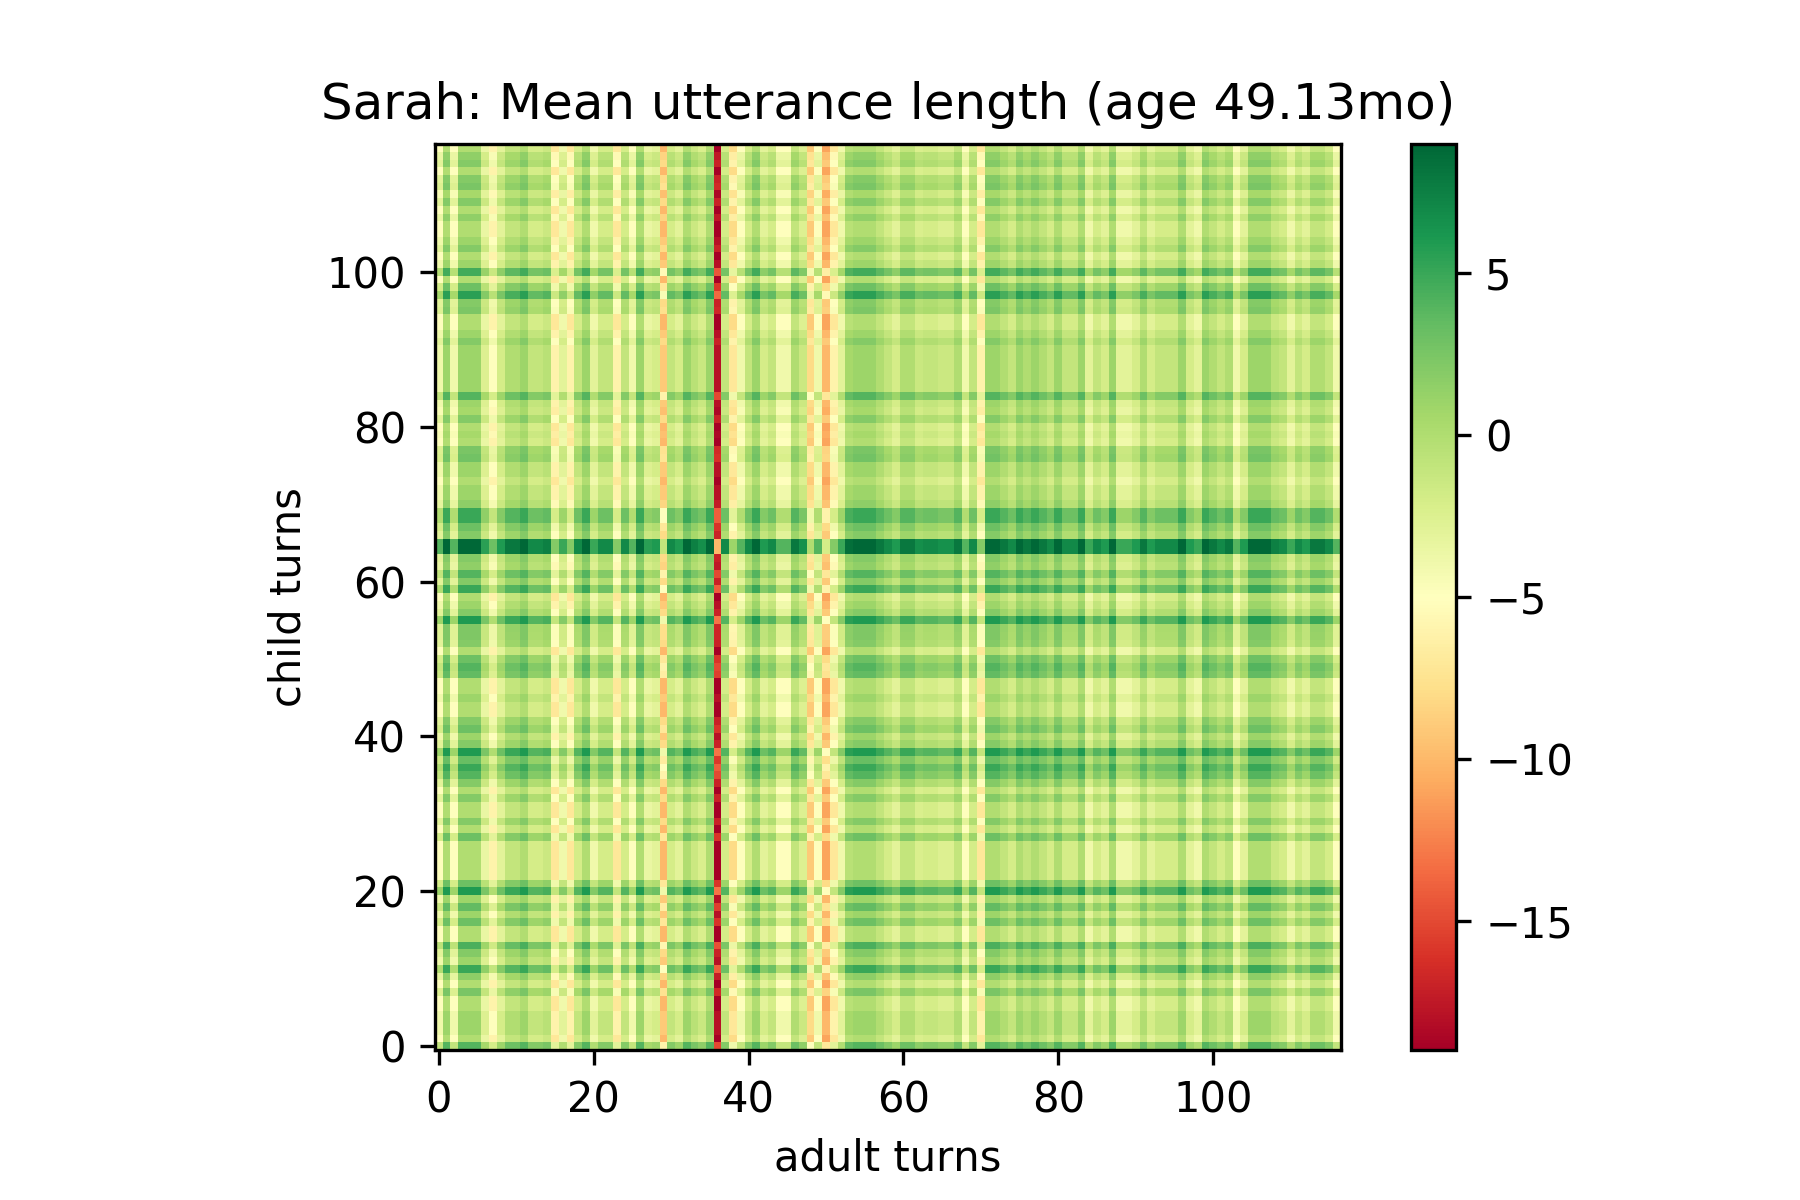 Sarah: Mean utterance length (age 49.13mo)
100
80
60
40
20
0
child turns
0 20 40 60 80 100
adult turns
5
0
−5
−10
−15